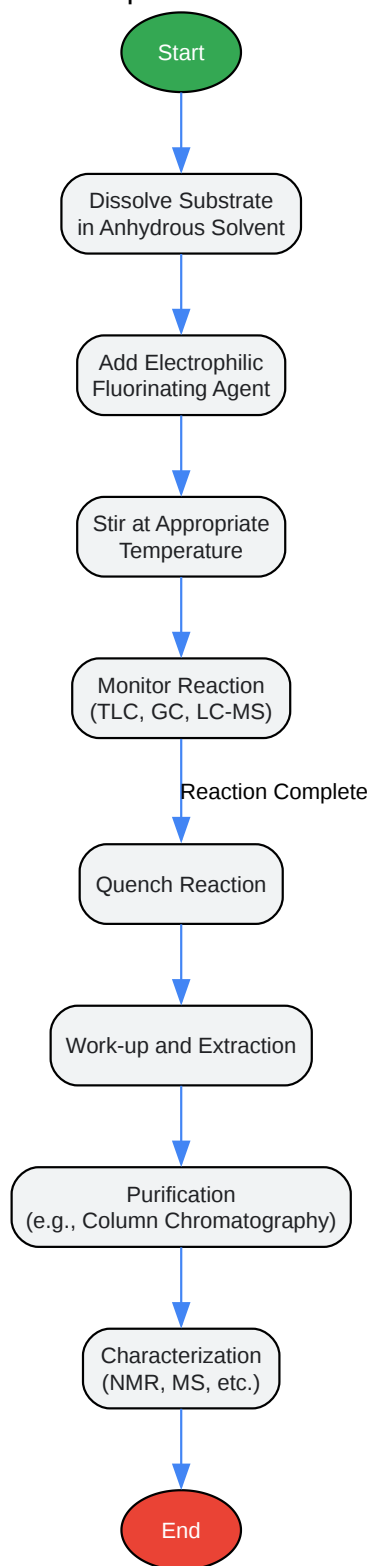 Start
Dissolve Substrate
in Anhydrous Solvent
Add Electrophilic
Fluorinating Agent
Stir at Appropriate
Temperature
Monitor Reaction
(TLC, GC, LC-MS)
Reaction Complete
Quench Reaction
Work-up and Extraction
Purification
(e.g., Column Chromatography)
Characterization
(NMR, MS, etc.)
End